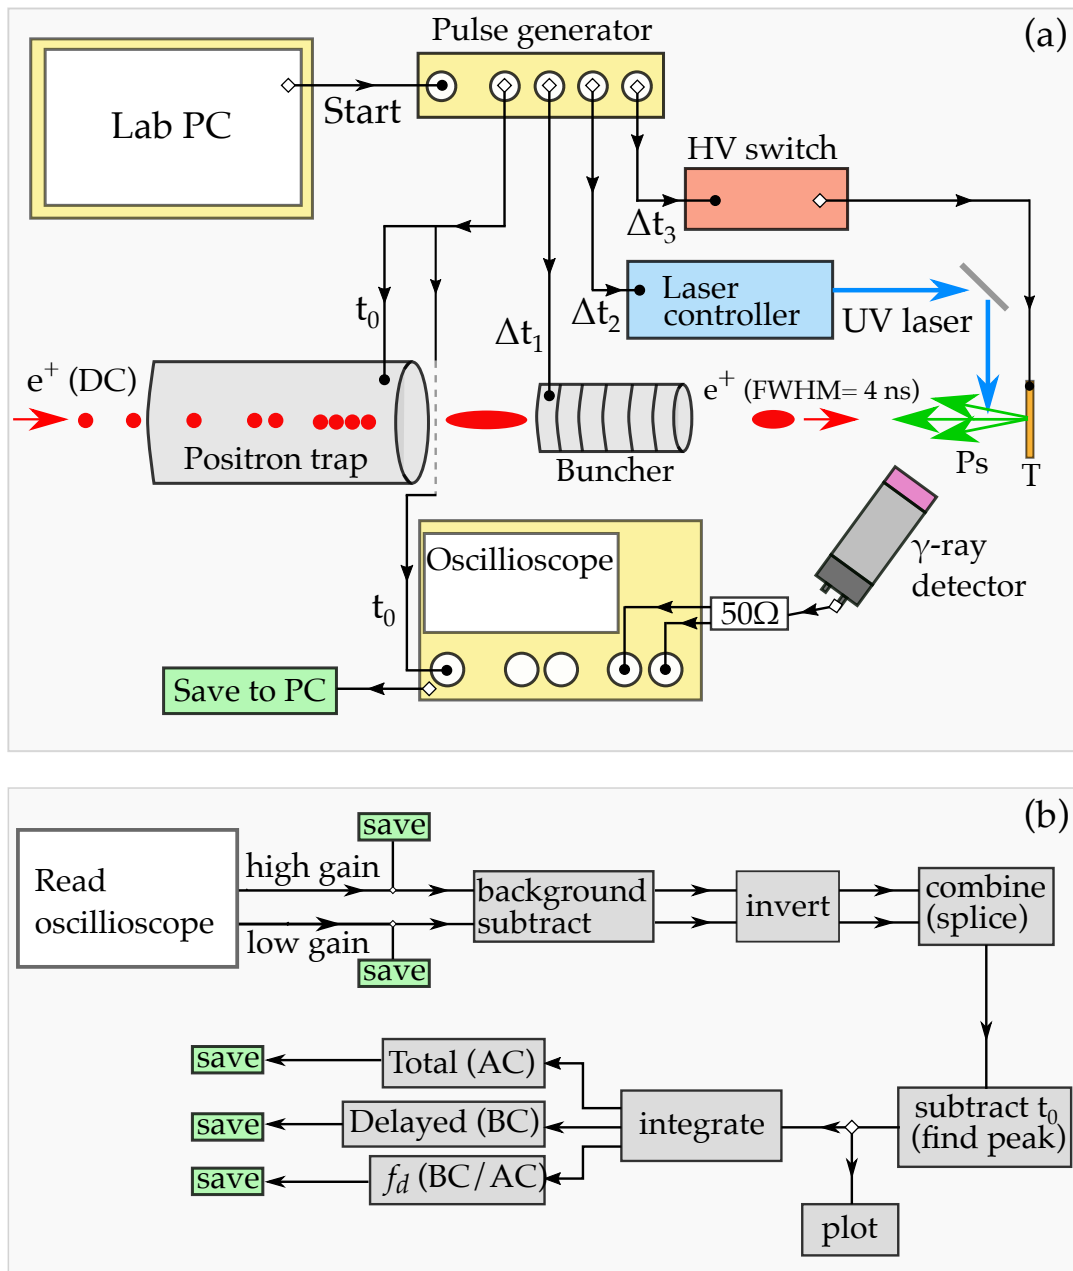 (a)
Pulse generator
Lab PC
Start
HV switch
Δt₃
t₀
Δt₁
Δt₂
Laser
controller
UV laser
e⁺ (DC)
e⁺ (FWHM= 4 ns)
Positron trap
Buncher
Ps
T
Oscillioscope
γ-ray
detector
t₀
50Ω
Save to PC
(b)
save
Read
oscillioscope
high gain
low gain
save
background
subtract
invert
combine
(splice)
save
Total (AC)
save
Delayed (BC)
save
f_d (BC/AC)
integrate
subtract t₀
(find peak)
plot